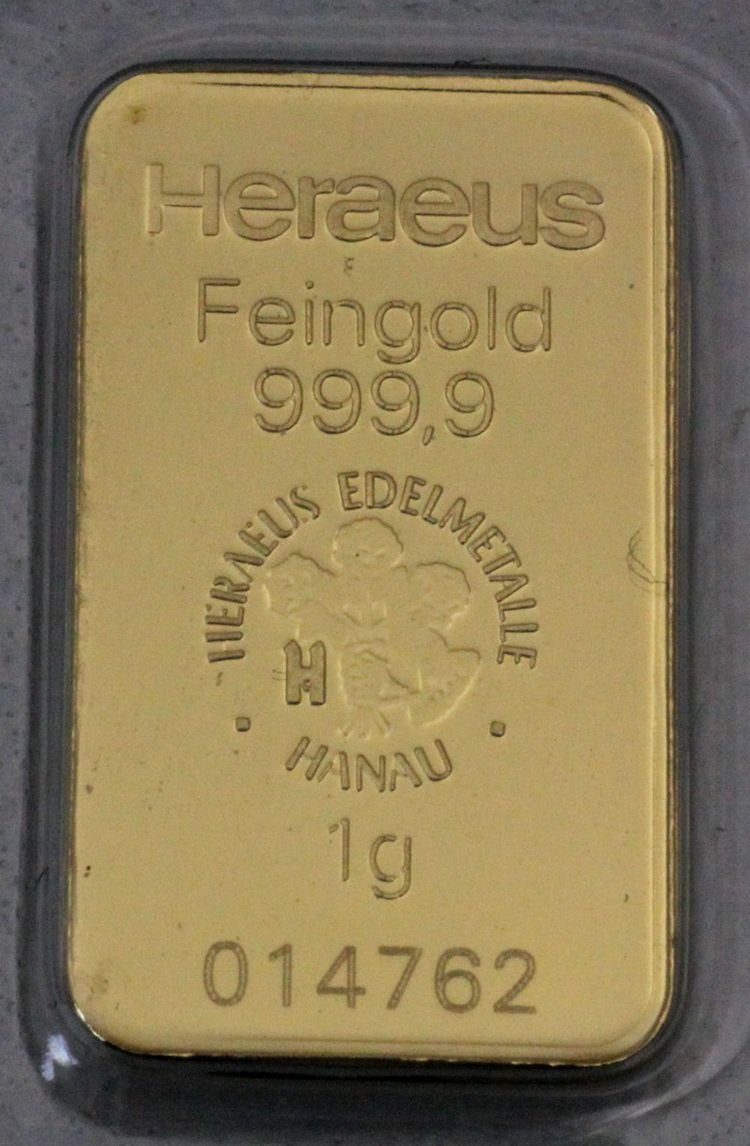 Heraeus
Feingold
999,9
HERAEUS EDELMETALLE
H
HANAU
1g
014762